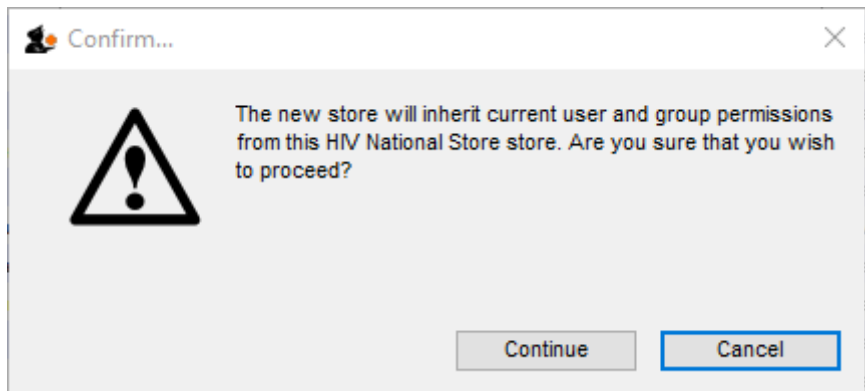 Confirm...
The new store will inherit current user and group permissions
from this HIV National Store store. Are you sure that you wish
to proceed?
Continue
Cancel